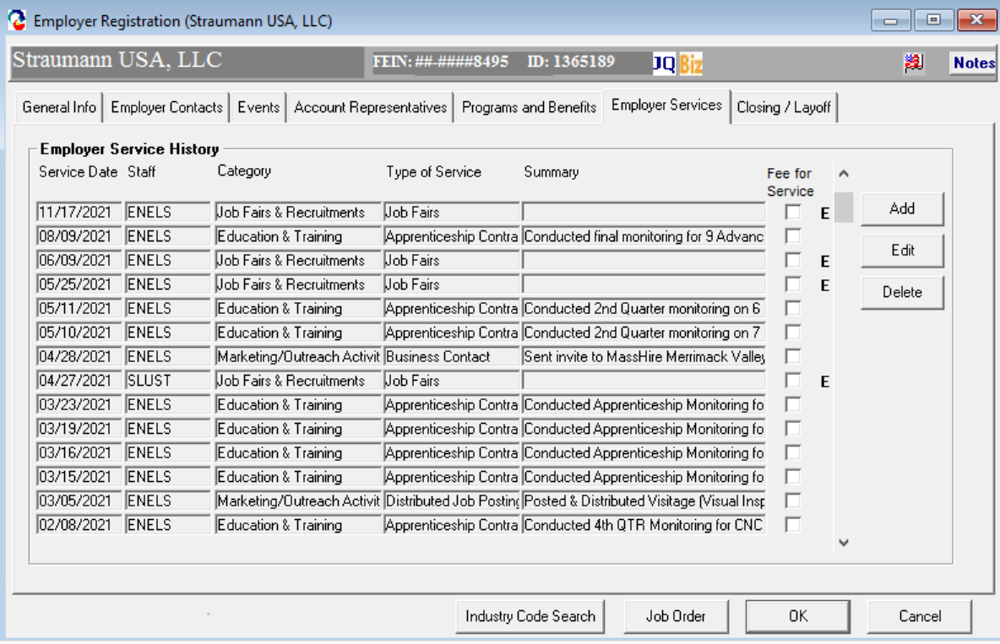 Employer Registration (Straumann USA, LLC)
Straumann USA, LLC FEIN: ##-####8495 ID: 1365189 JQ Biz Notes
General Info Employer Contacts Events Account Representatives Programs and Benefits Employer Services Closing / Layoff
Employer Service History
Service Date Staff Category Type of Service Summary Fee for Service
11/17/2021 ENELS Job Fairs & Recruitments Job Fairs E Add
08/09/2021 ENELS Education & Training Apprenticeship Contra Conducted final monitoring for 9 Advanc
Edit
06/09/2021 ENELS Job Fairs & Recruitments Job Fairs E
05/25/2021 ENELS Job Fairs & Recruitments Job Fairs E Delete
05/11/2021 ENELS Education & Training Apprenticeship Contra Conducted 2nd Quarter monitoring on 6
05/10/2021 ENELS Education & Training Apprenticeship Contra Conducted 2nd Quarter monitoring on 7
04/28/2021 ENELS Marketing/Outreach Activit Business Contact Sent invite to MassHire Merrimack Valley
04/27/2021 SLUST Job Fairs & Recruitments Job Fairs E
03/23/2021 ENELS Education & Training Apprenticeship Contra Conducted Apprenticeship Monitoring fo
03/19/2021 ENELS Education & Training Apprenticeship Contra Conducted Apprenticeship Monitoring fo
03/16/2021 ENELS Education & Training Apprenticeship Contra Conducted Apprenticeship Monitoring fo
03/15/2021 ENELS Education & Training Apprenticeship Contra Conducted Apprenticeship Monitoring fo
03/05/2021 ENELS Marketing/Outreach Activit Distributed Job Posting Posted & Distributed Visitage (Visual Insp
02/08/2021 ENELS Education & Training Apprenticeship Contra Conducted 4th QTR Monitoring for CNC
Industry Code Search Job Order OK Cancel